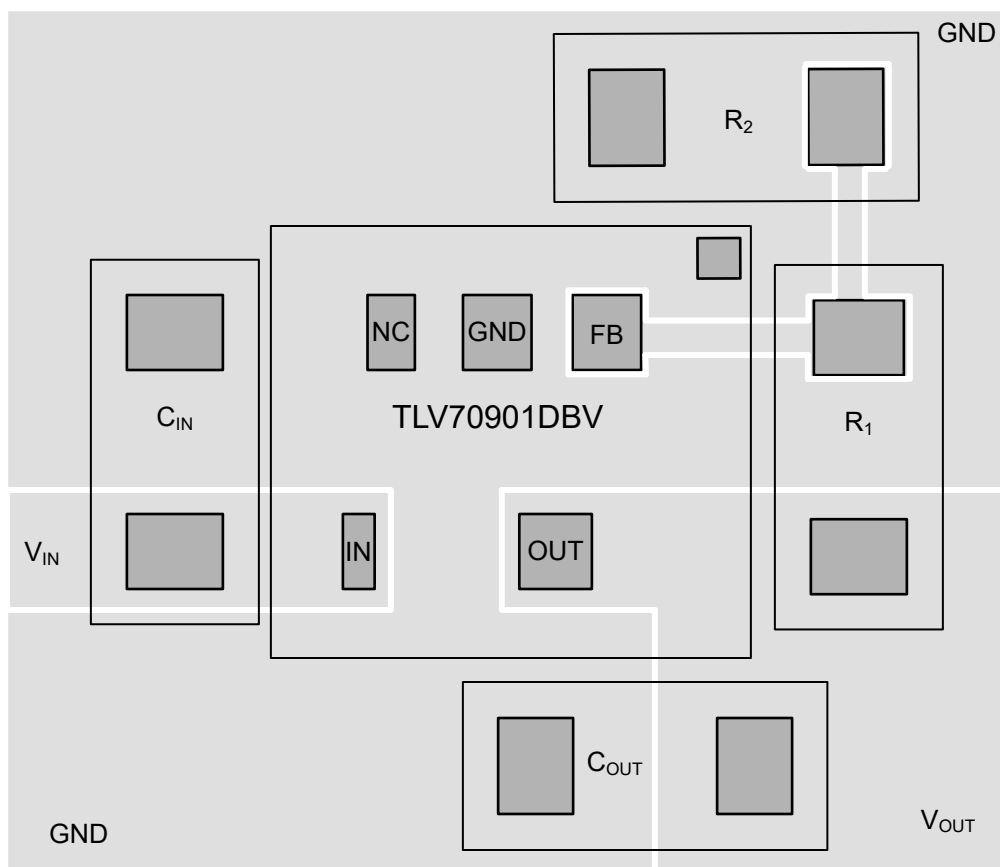 GND
R2
NC
GND
FB
CIN
TLV70901DBV
R1
VIN
IN
OUT
COUT
GND
VOUT